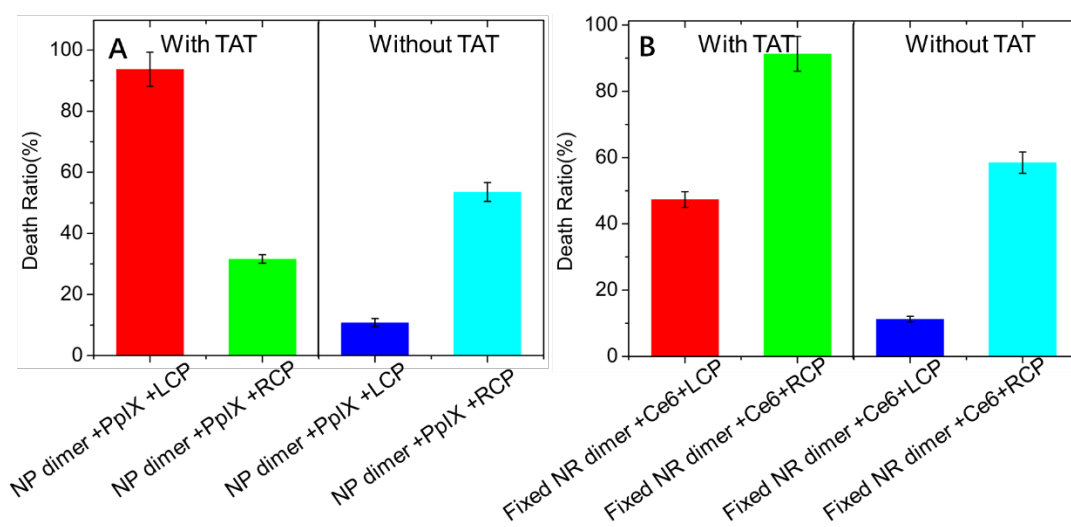 A
With TAT
Without TAT
Death Ratio(%)
100
80
60
40
20
0
NP dimer +PpIX +LCP
NP dimer +PpIX +RCP
NP dimer +PpIX +LCP
NP dimer +PpIX +RCP
B
With TAT
Without TAT
Death Ratio(%)
100
80
60
40
20
0
Fixed NR dimer +Ce6+LCP
Fixed NR dimer +Ce6+RCP
Fixed NR dimer +Ce6+LCP
Fixed NR dimer +Ce6+RCP